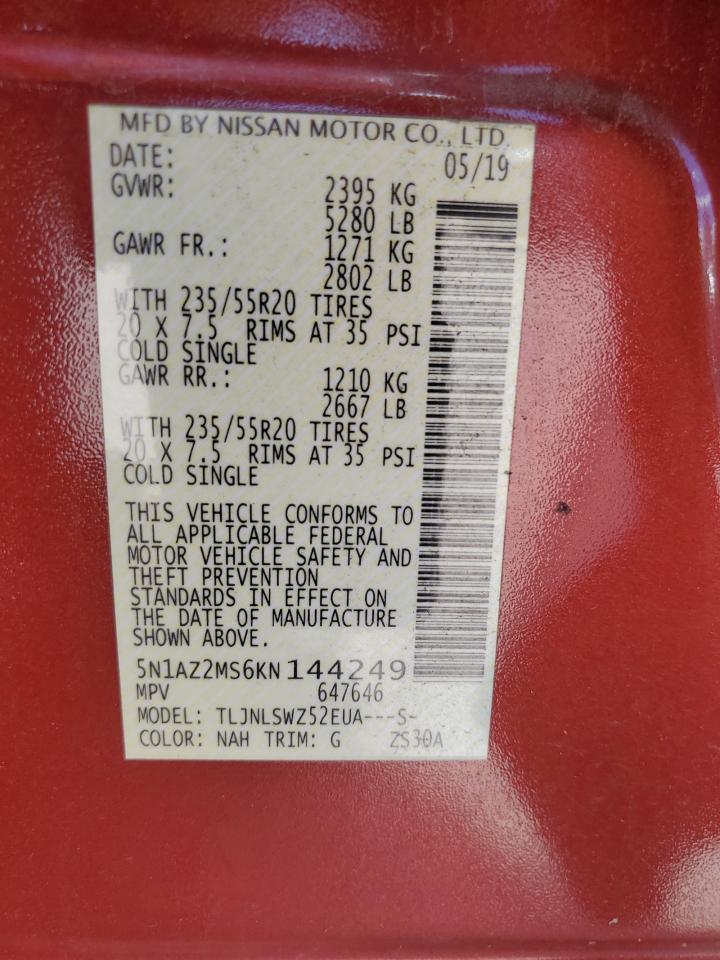 MFD BY NISSAN MOTOR CO., LTD.
DATE: 05/19
GVWR: 2395 KG
5280 LB
GAWR FR.: 1271 KG
2802 LB
WITH 235/55R20 TIRES
20 X 7.5 RIMS AT 35 PSI
COLD SINGLE
GAWR RR.: 1210 KG
2667 LB
WITH 235/55R20 TIRES
20 X 7.5 RIMS AT 35 PSI
COLD SINGLE
THIS VEHICLE CONFORMS TO
ALL APPLICABLE FEDERAL
MOTOR VEHICLE SAFETY AND
THEFT PREVENTION
STANDARDS IN EFFECT ON
THE DATE OF MANUFACTURE
SHOWN ABOVE.
5N1AZ2MS6KN144249
MPV 647646
MODEL: TLJNLSWZ52EUA---S-
COLOR: NAH TRIM: G ZS30A